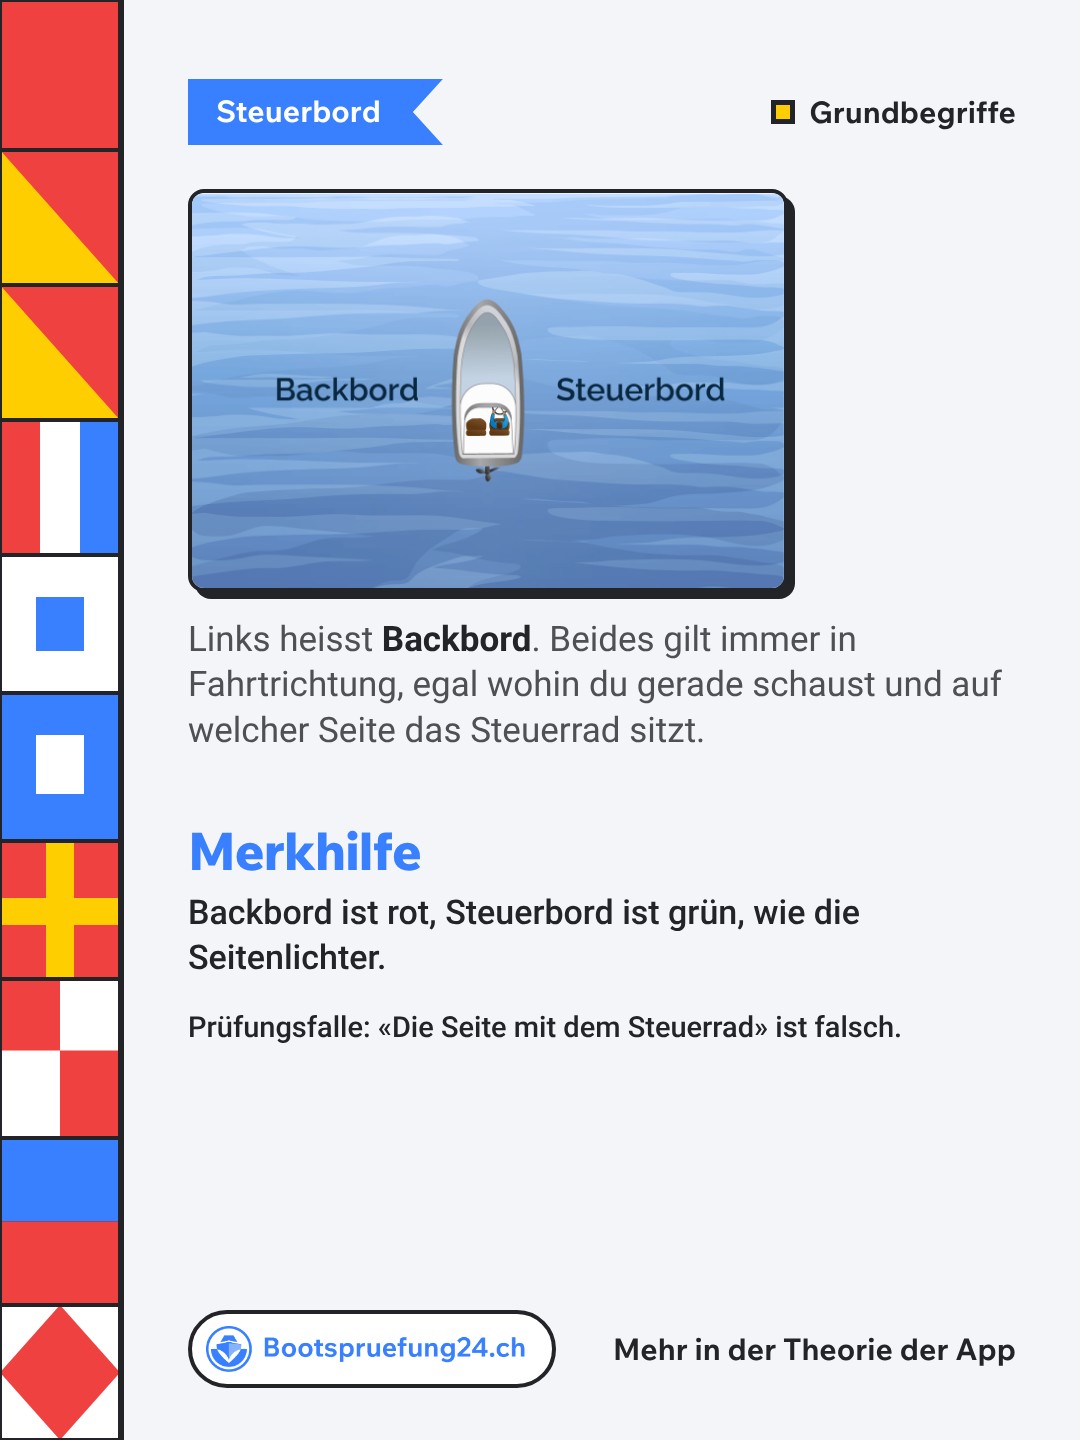 Steuerbord
Grundbegriffe
Backbord
Steuerbord
Links heisst Backbord. Beides gilt immer in
Fahrtrichtung, egal wohin du gerade schaust und auf
welcher Seite das Steuerrad sitzt.
Merkhilfe
Backbord ist rot, Steuerbord ist grün, wie die
Seitenlichter.
Prüfungsfalle: «Die Seite mit dem Steuerrad» ist falsch.
Bootspruefung24.ch
Mehr in der Theorie der App